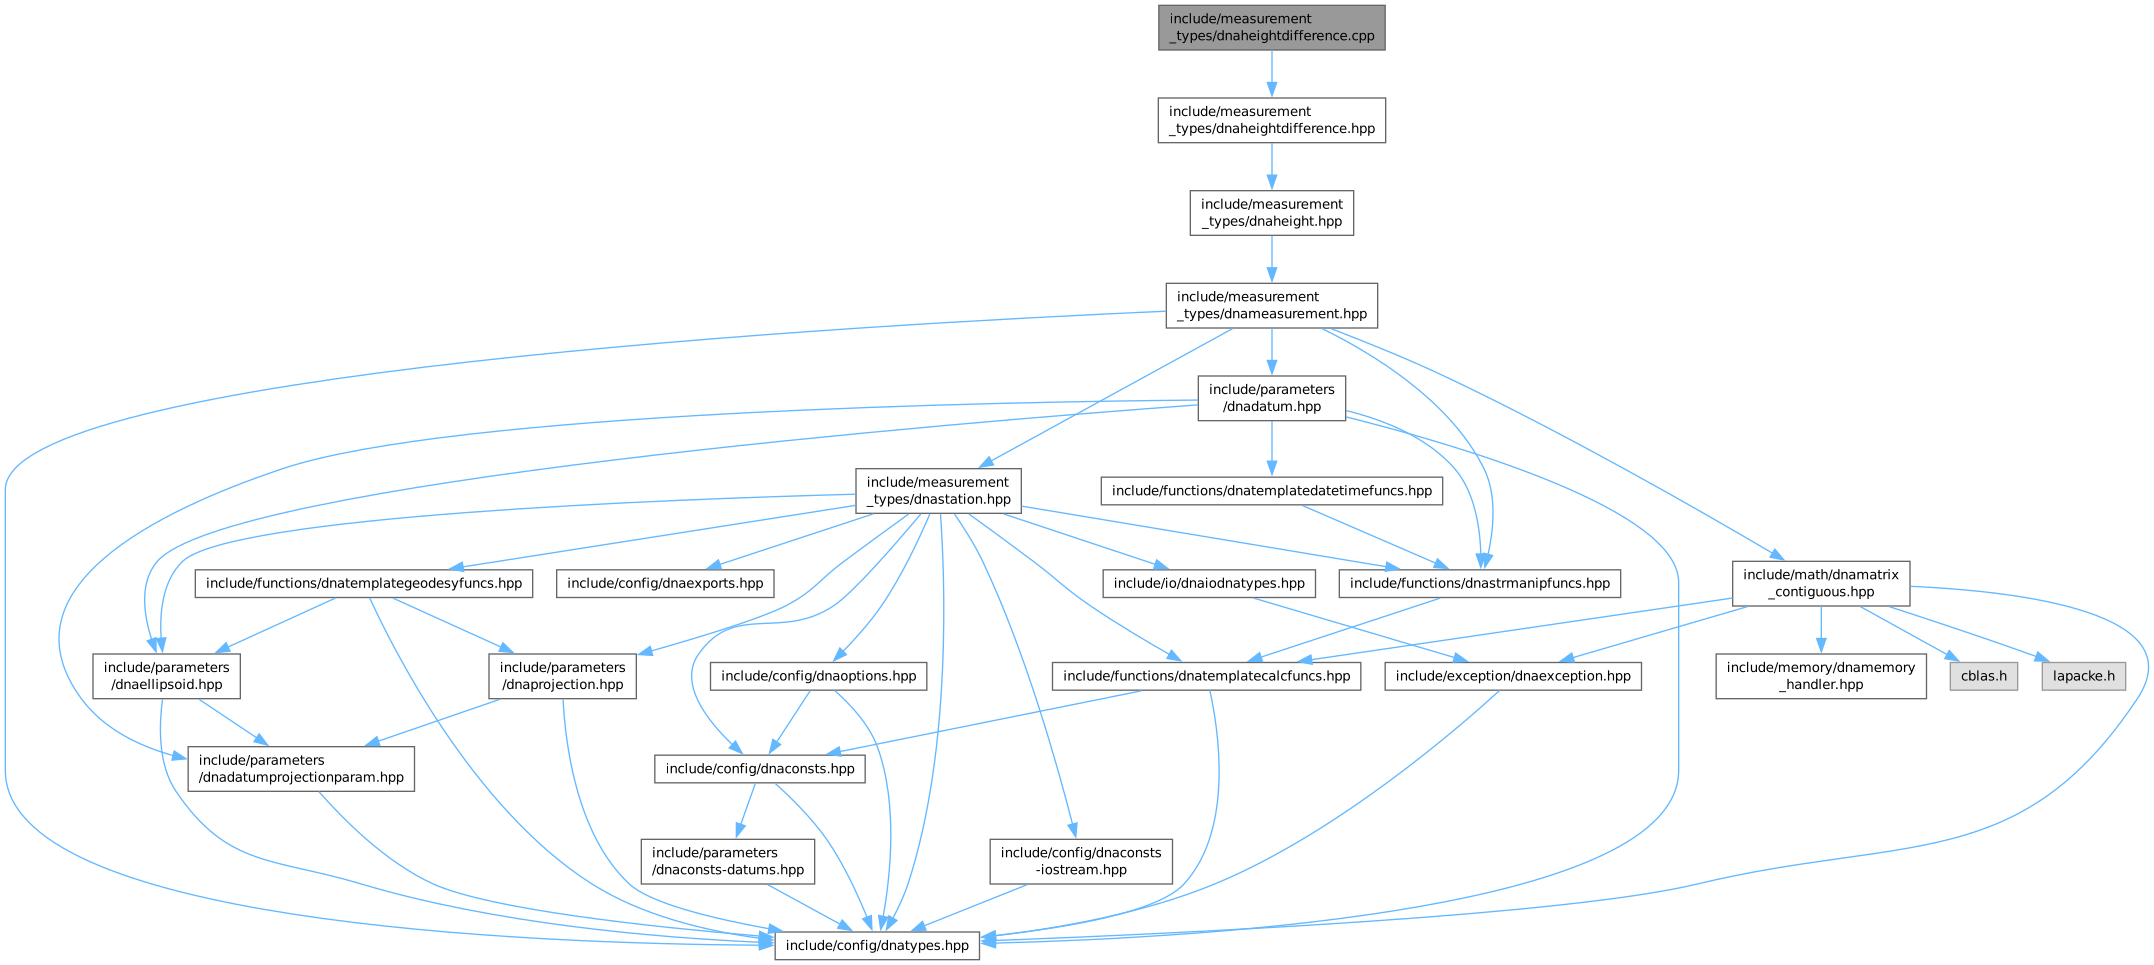 include/measurement
_types/dnaheightdifference.cpp
include/measurement
_types/dnaheightdifference.hpp
include/measurement
_types/dnaheight.hpp
include/measurement
_types/dnameasurement.hpp
include/parameters
/dnadatum.hpp
include/measurement
_types/dnastation.hpp
include/functions/dnatemplatedatetimefuncs.hpp
include/functions/dnatemplategeodesyfuncs.hpp
include/config/dnaexports.hpp
include/io/dnaiodnatypes.hpp
include/functions/dnastrmanipfuncs.hpp
include/math/dnamatrix
_contiguous.hpp
include/parameters
/dnaellipsoid.hpp
include/parameters
/dnaprojection.hpp
include/config/dnaoptions.hpp
include/functions/dnatemplatecalcfuncs.hpp
include/exception/dnaexception.hpp
include/memory/dnamemory
_handler.hpp
cblas.h
lapacke.h
include/parameters
/dnadatumprojectionparam.hpp
include/config/dnaconsts.hpp
include/parameters
/dnaconsts-datums.hpp
include/config/dnaconsts
-iostream.hpp
include/config/dnatypes.hpp